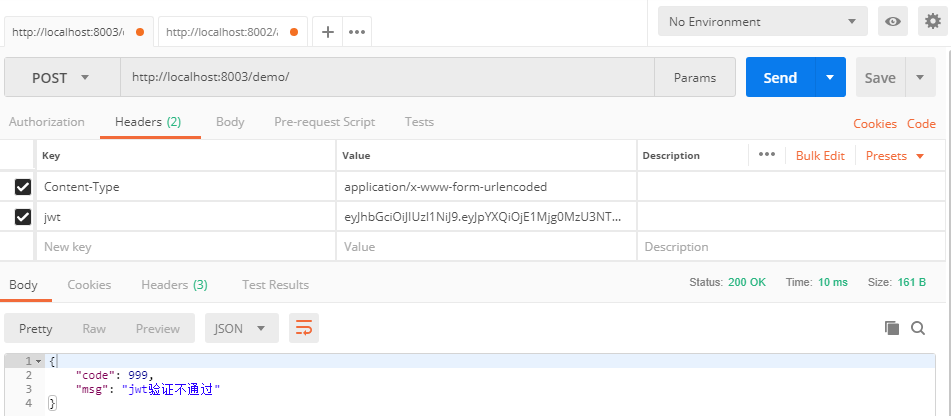 http://localhost:8003/ http://localhost:8002/ + ••• No Environment
POST http://localhost:8003/demo/ Params Send Save
Authorization Headers (2) Body Pre-request Script Tests Cookies Code
Key Value Description ••• Bulk Edit Presets
Content-Type application/x-www-form-urlencoded
jwt eyJhbGciOiJIUzI1NiJ9.eyJpYXQiOjE1Mjg0MzU3NT...
New key Value Description
Body Cookies Headers (3) Test Results Status: 200 OK Time: 10 ms Size: 161 B
Pretty Raw Preview JSON
1 {
2 "code": 999,
3 "msg": "jwt验证不通过"
4 }